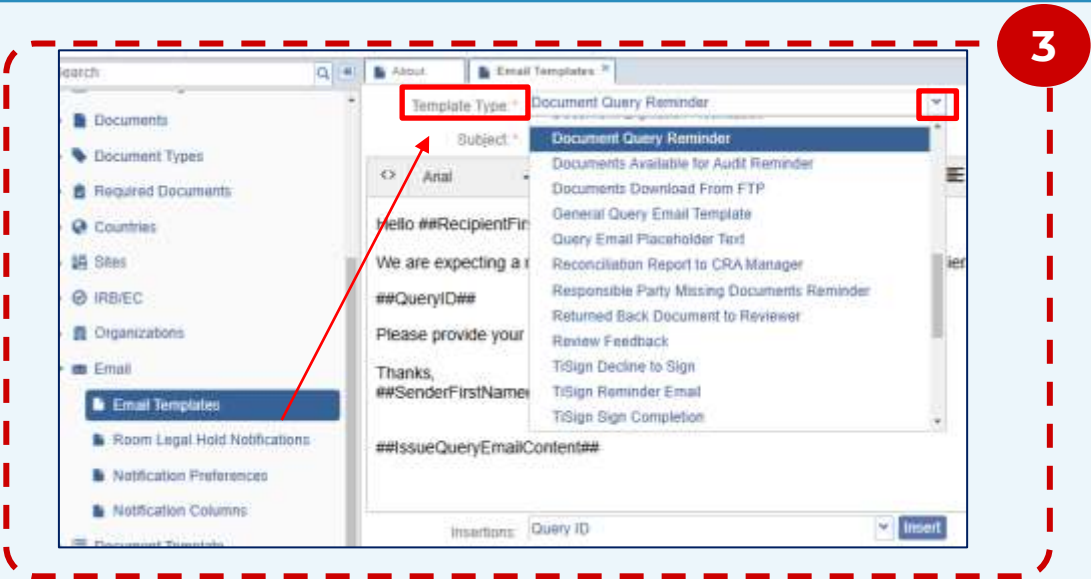 3
Search
About
Email Templates
Documents
Document Types
Required Documents
Countries
Sites
IRB/EC
Organizations
Email
Email Templates
Room Legal Hold Notifications
Notification Preferences
Notification Columns
Document Template
Template Type *
Document Query Reminder
Subject *
Arial
Document Query Reminder
Documents Available for Audit Reminder
Documents Download From FTP
General Query Email Template
Query Email Placeholder Text
Reconciliation Report to CRA Manager
Responsible Party Missing Documents Reminder
Returned Back Document to Reviewer
Review Feedback
TiSign Decline to Sign
TiSign Reminder Email
TiSign Sign Completion
Hello ##RecipientFir
We are expecting a r
##QueryID##
Please provide your
Thanks,
##SenderFirstName
##IssueQueryEmailContent##
Insertions: Query ID
Insert